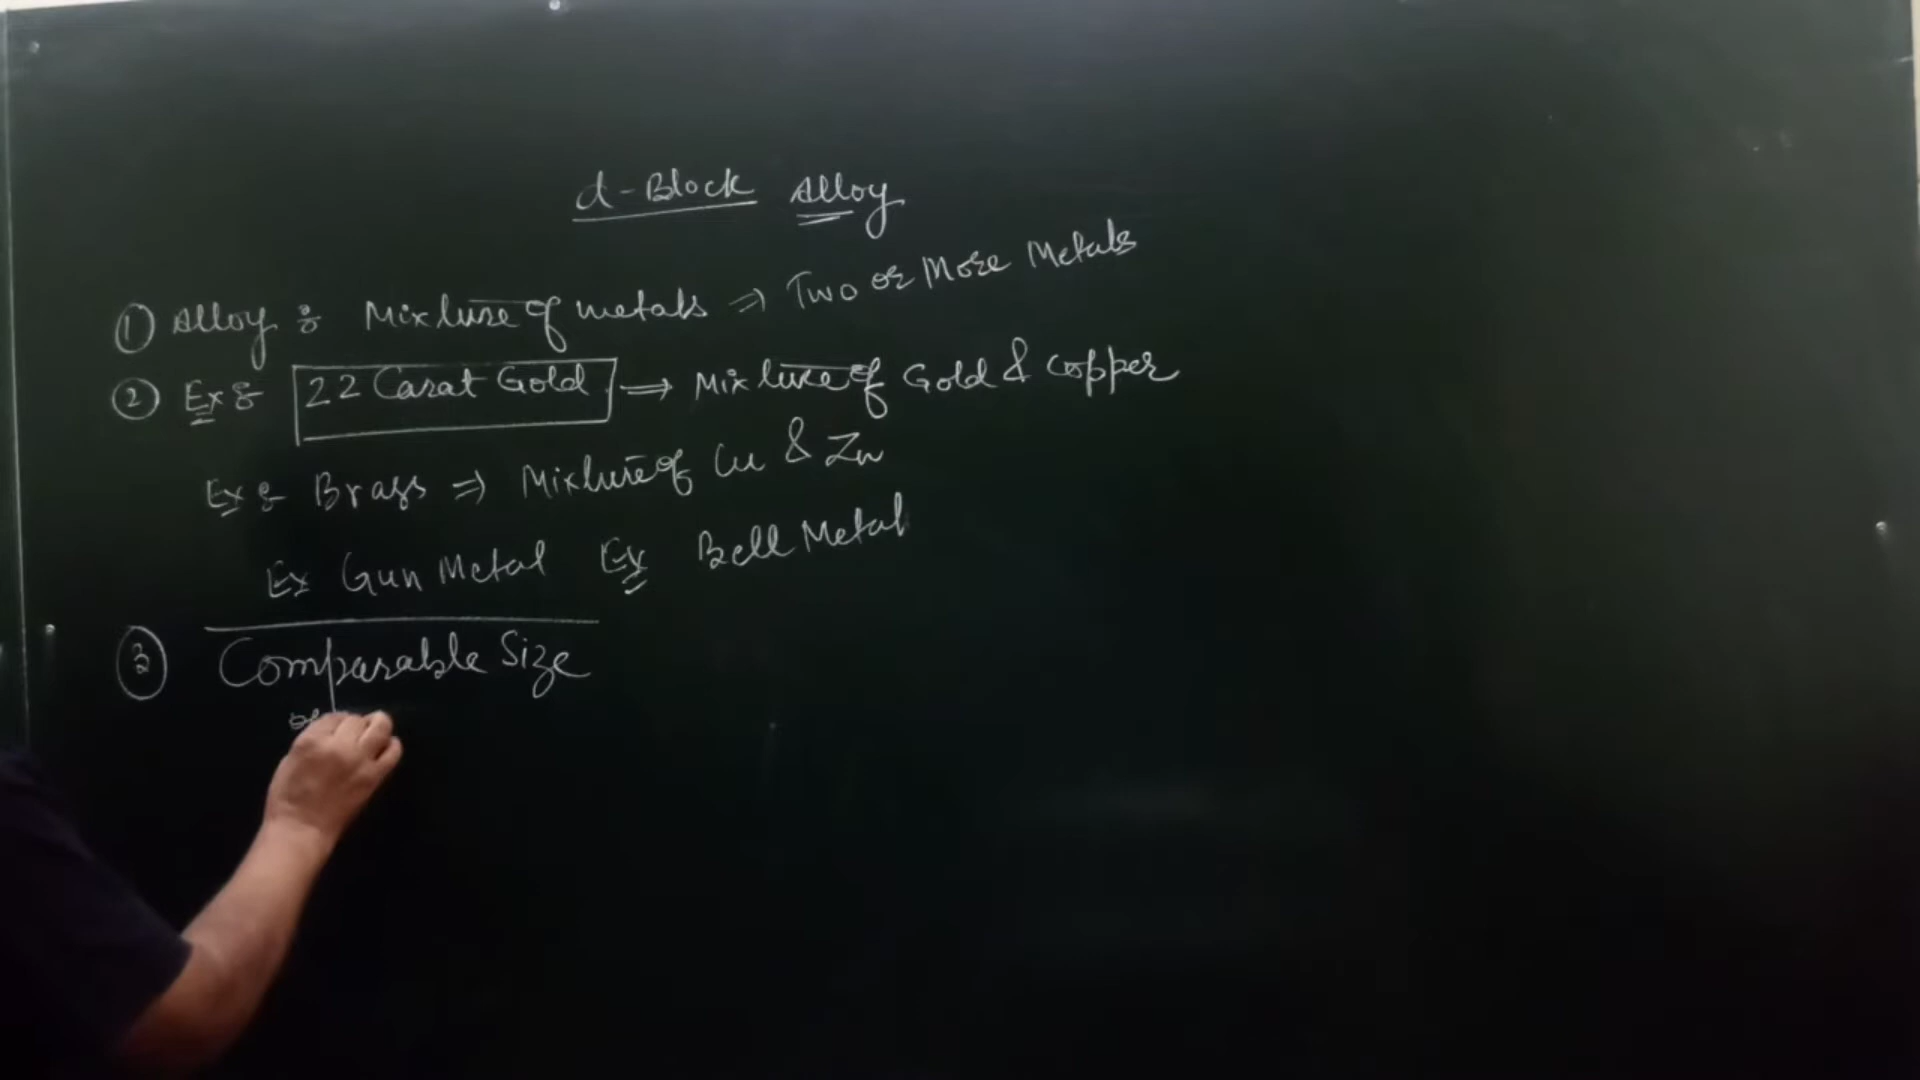 d-Block Alloy
① Alloy : Mixture of metals ⇒ Two or More Metals
② Ex : 22 Carat Gold ⟹ Mixture of Gold & Copper
Ex : Brass ⇒ Mixture of Cu & Zn
Ex Gun Metal Ex Bell Metal
③ Comparable Size